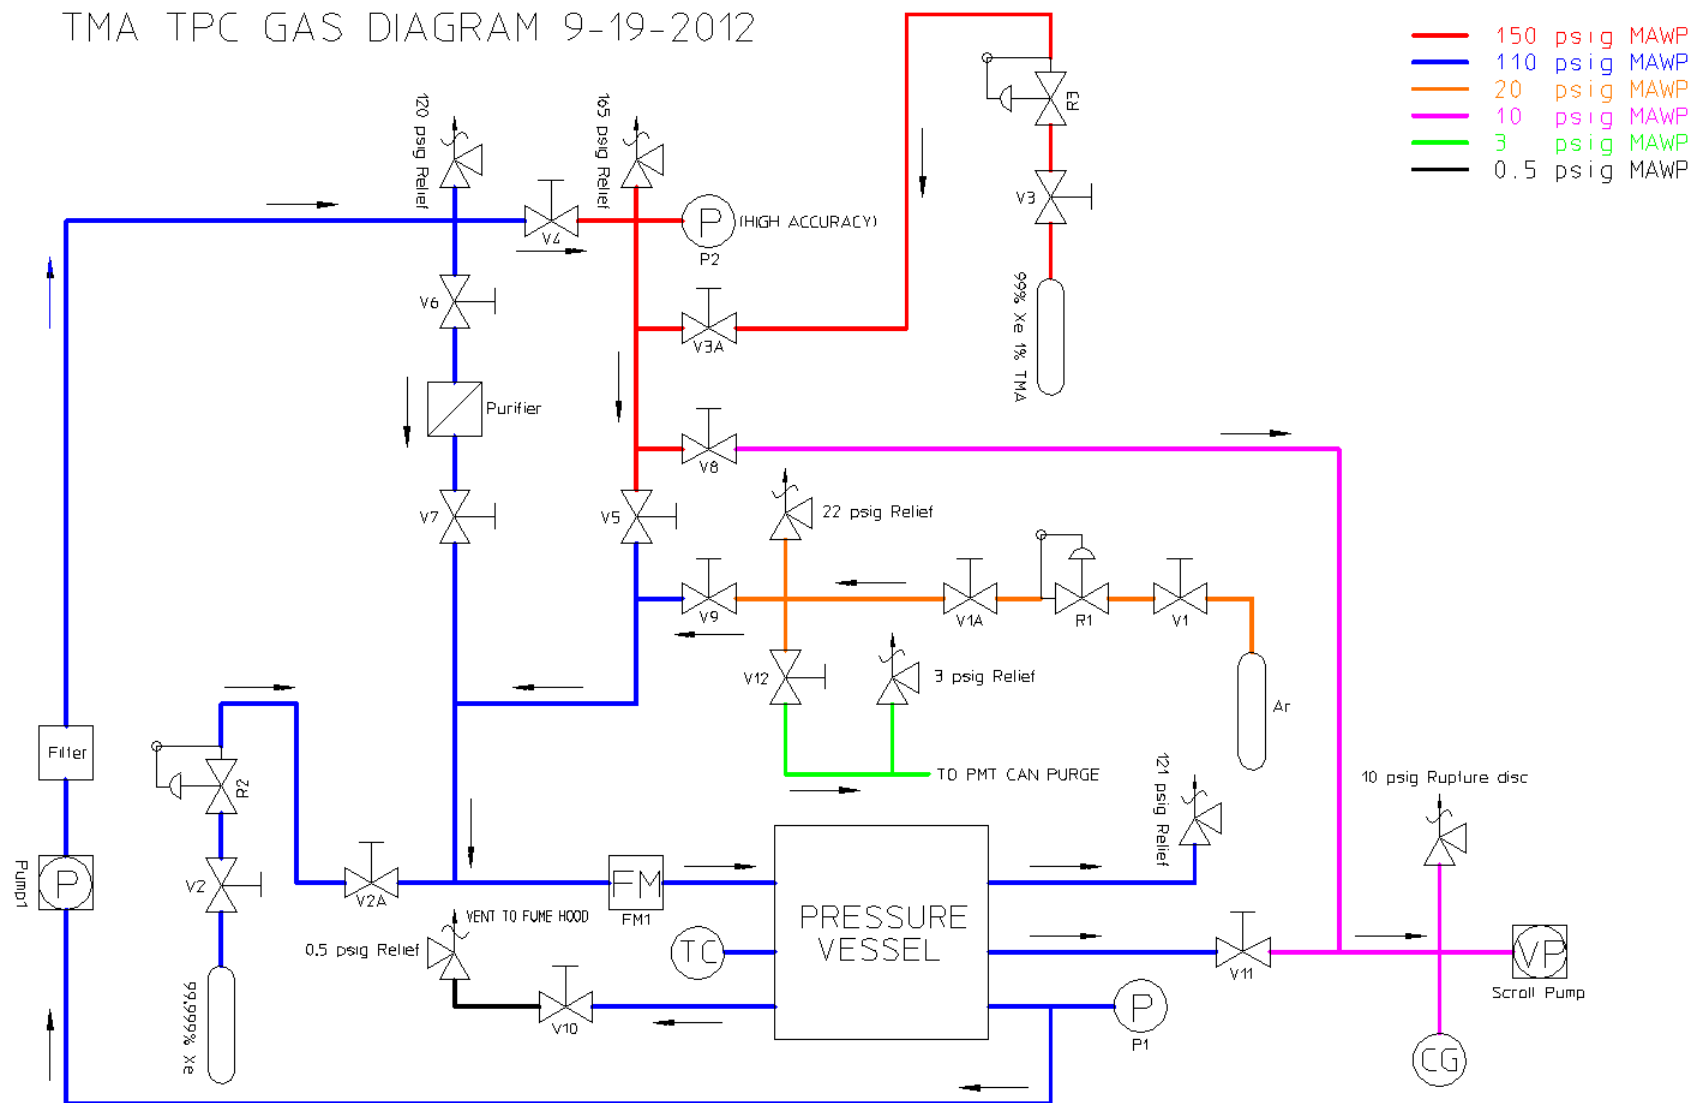 TMA TPC GAS DIAGRAM 9-19-2012
150 psig MAWP
110 psig MAWP
20 psig MAWP
10 psig MAWP
3 psig MAWP
0.5 psig MAWP
120 psig Relief
165 psig Relief
R3
V3
99% Xe 1% TMA
V4
P
(HIGH ACCURACY)
P2
V6
V3A
Purifier
V8
V7
V5
22 psig Relief
V9
V1A
R1
V1
V12
3 psig Relief
Ar
TO PMT CAN PURGE
Filter
R2
121 psig Relief
10 psig Rupture disc
Pump1
P
V2
V2A
FM
FM1
PRESSURE
VESSEL
VENT TO FUME HOOD
0.5 psig Relief
TC
V11
VP
Scroll Pump
99.999% Xe
V10
P
P1
CG